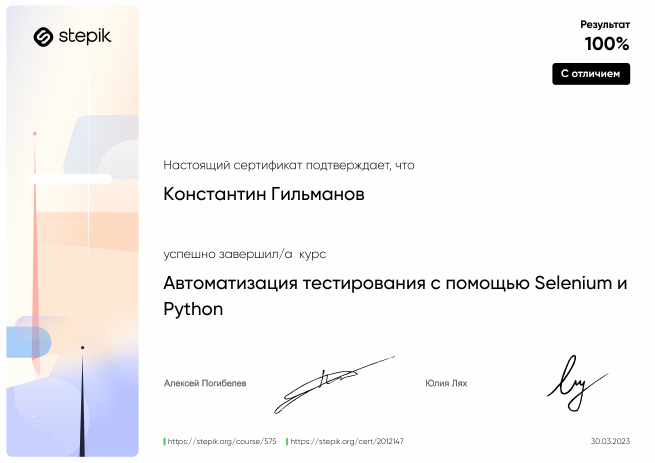 stepik
Результат
100%
С отличием
Настоящий сертификат подтверждает, что
Константин Гильманов
успешно завершил/а курс
Автоматизация тестирования с помощью Selenium и
Python
Алексей Погибелев
Юлия Лях
https://stepik.org/course/575 https://stepik.org/cert/2012147
30.03.2023